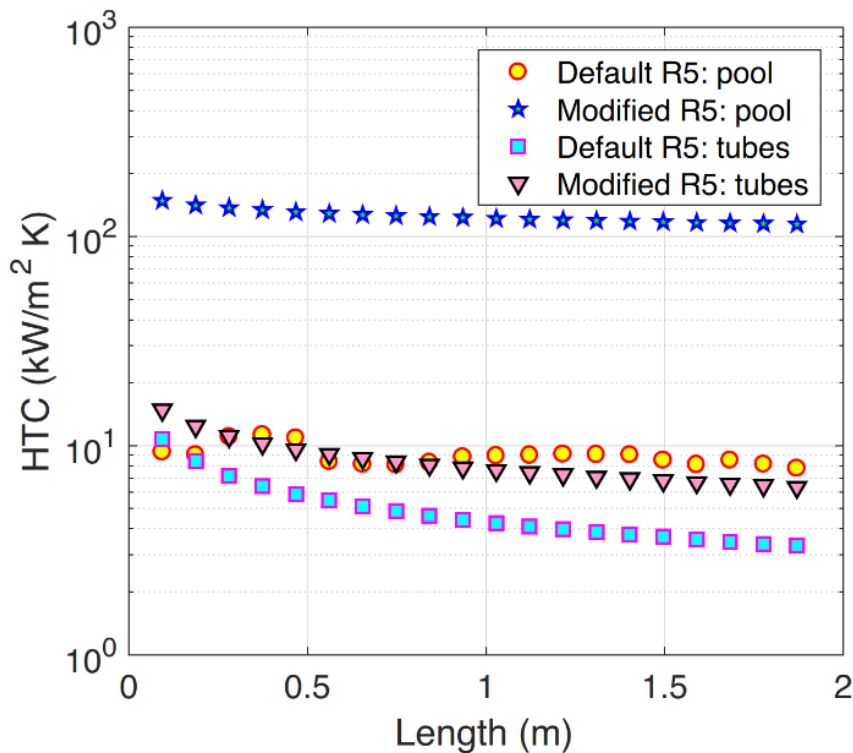 10³
10²
10¹
10⁰
HTC (kW/m² K)
Default R5: pool
Modified R5: pool
Default R5: tubes
Modified R5: tubes
0
0.5
1
1.5
2
Length (m)